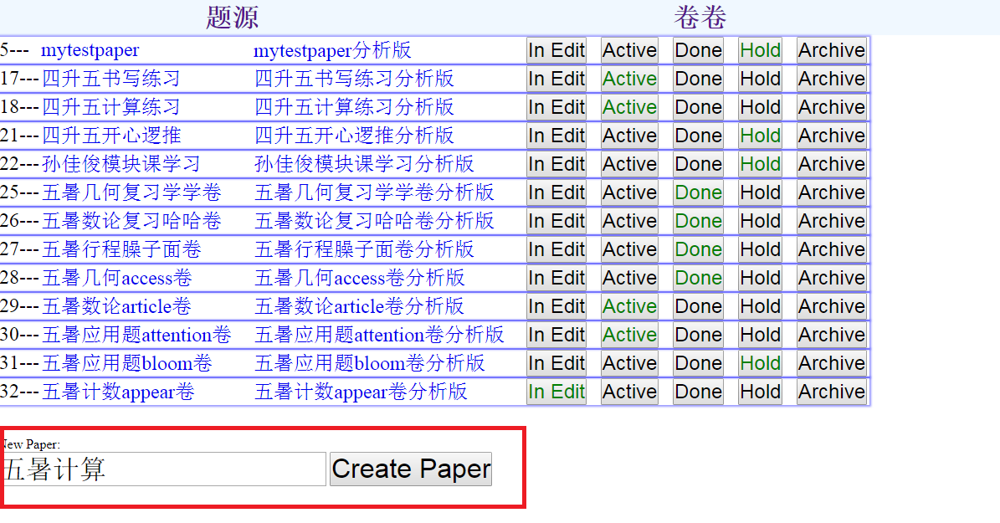 题源 卷卷
5--- mytestpaper mytestpaper分析版 In Edit Active Done Hold Archive
17--- 四升五书写练习 四升五书写练习分析版 In Edit Active Done Hold Archive
18--- 四升五计算练习 四升五计算练习分析版 In Edit Active Done Hold Archive
21--- 四升五开心逻推 四升五开心逻推分析版 In Edit Active Done Hold Archive
22--- 孙佳俊模块课学习 孙佳俊模块课学习分析版 In Edit Active Done Hold Archive
25--- 五暑几何复习学学卷 五暑几何复习学学卷分析版 In Edit Active Done Hold Archive
26--- 五暑数论复习哈哈卷 五暑数论复习哈哈卷分析版 In Edit Active Done Hold Archive
27--- 五暑行程臊子面卷 五暑行程臊子面卷分析版 In Edit Active Done Hold Archive
28--- 五暑几何access卷 五暑几何access卷分析版 In Edit Active Done Hold Archive
29--- 五暑数论article卷 五暑数论article卷分析版 In Edit Active Done Hold Archive
30--- 五暑应用题attention卷 五暑应用题attention卷分析版 In Edit Active Done Hold Archive
31--- 五暑应用题bloom卷 五暑应用题bloom卷分析版 In Edit Active Done Hold Archive
32--- 五暑计数appear卷 五暑计数appear卷分析版 In Edit Active Done Hold Archive
New Paper:
五暑计算 Create Paper